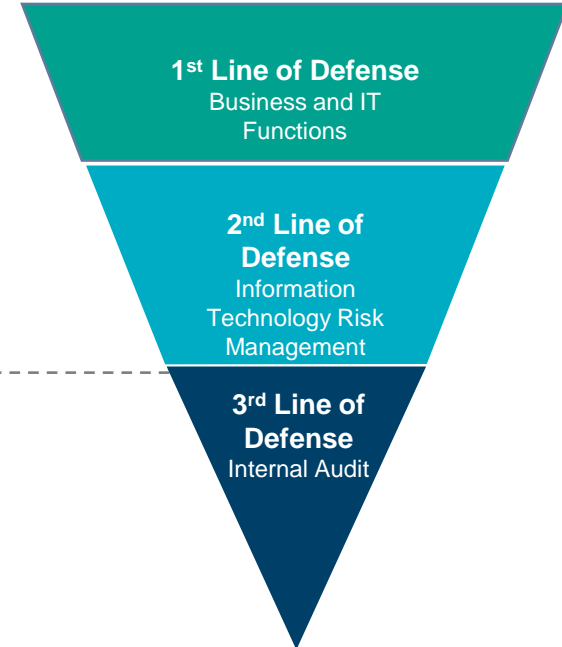 1st Line of Defense
Business and IT
Functions
2nd Line of
Defense
Information
Technology Risk
Management
3rd Line of
Defense
Internal Audit